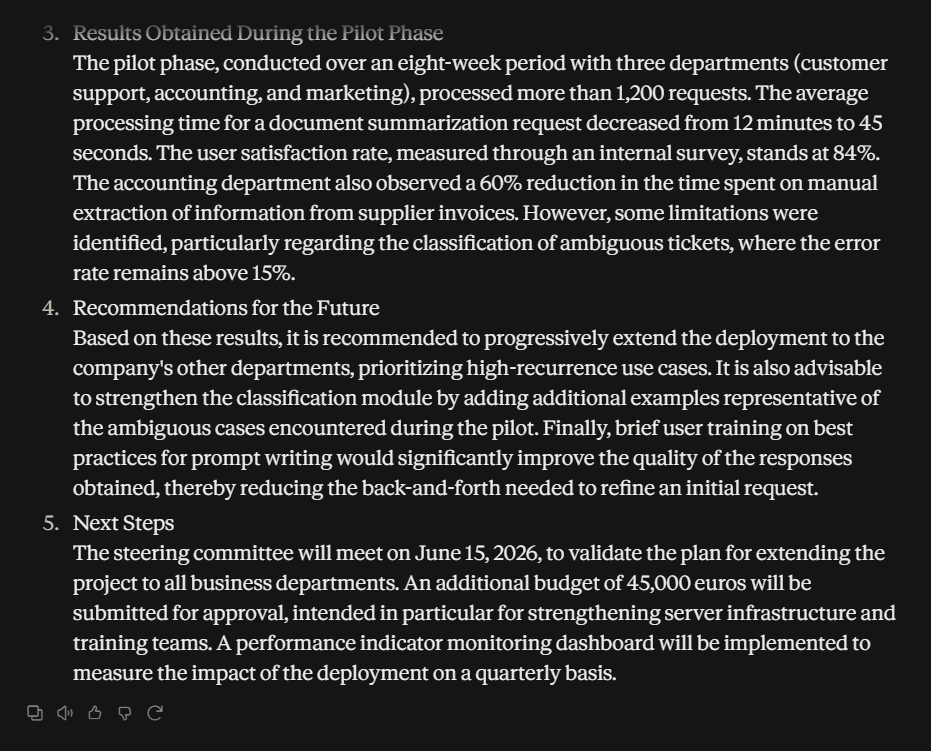 3. Results Obtained During the Pilot Phase
The pilot phase, conducted over an eight-week period with three departments (customer
support, accounting, and marketing), processed more than 1,200 requests. The average
processing time for a document summarization request decreased from 12 minutes to 45
seconds. The user satisfaction rate, measured through an internal survey, stands at 84%.
The accounting department also observed a 60% reduction in the time spent on manual
extraction of information from supplier invoices. However, some limitations were
identified, particularly regarding the classification of ambiguous tickets, where the error
rate remains above 15%.
4. Recommendations for the Future
Based on these results, it is recommended to progressively extend the deployment to the
company's other departments, prioritizing high-recurrence use cases. It is also advisable
to strengthen the classification module by adding additional examples representative of
the ambiguous cases encountered during the pilot. Finally, brief user training on best
practices for prompt writing would significantly improve the quality of the responses
obtained, thereby reducing the back-and-forth needed to refine an initial request.
5. Next Steps
The steering committee will meet on June 15, 2026, to validate the plan for extending the
project to all business departments. An additional budget of 45,000 euros will be
submitted for approval, intended in particular for strengthening server infrastructure and
training teams. A performance indicator monitoring dashboard will be implemented to
measure the impact of the deployment on a quarterly basis.